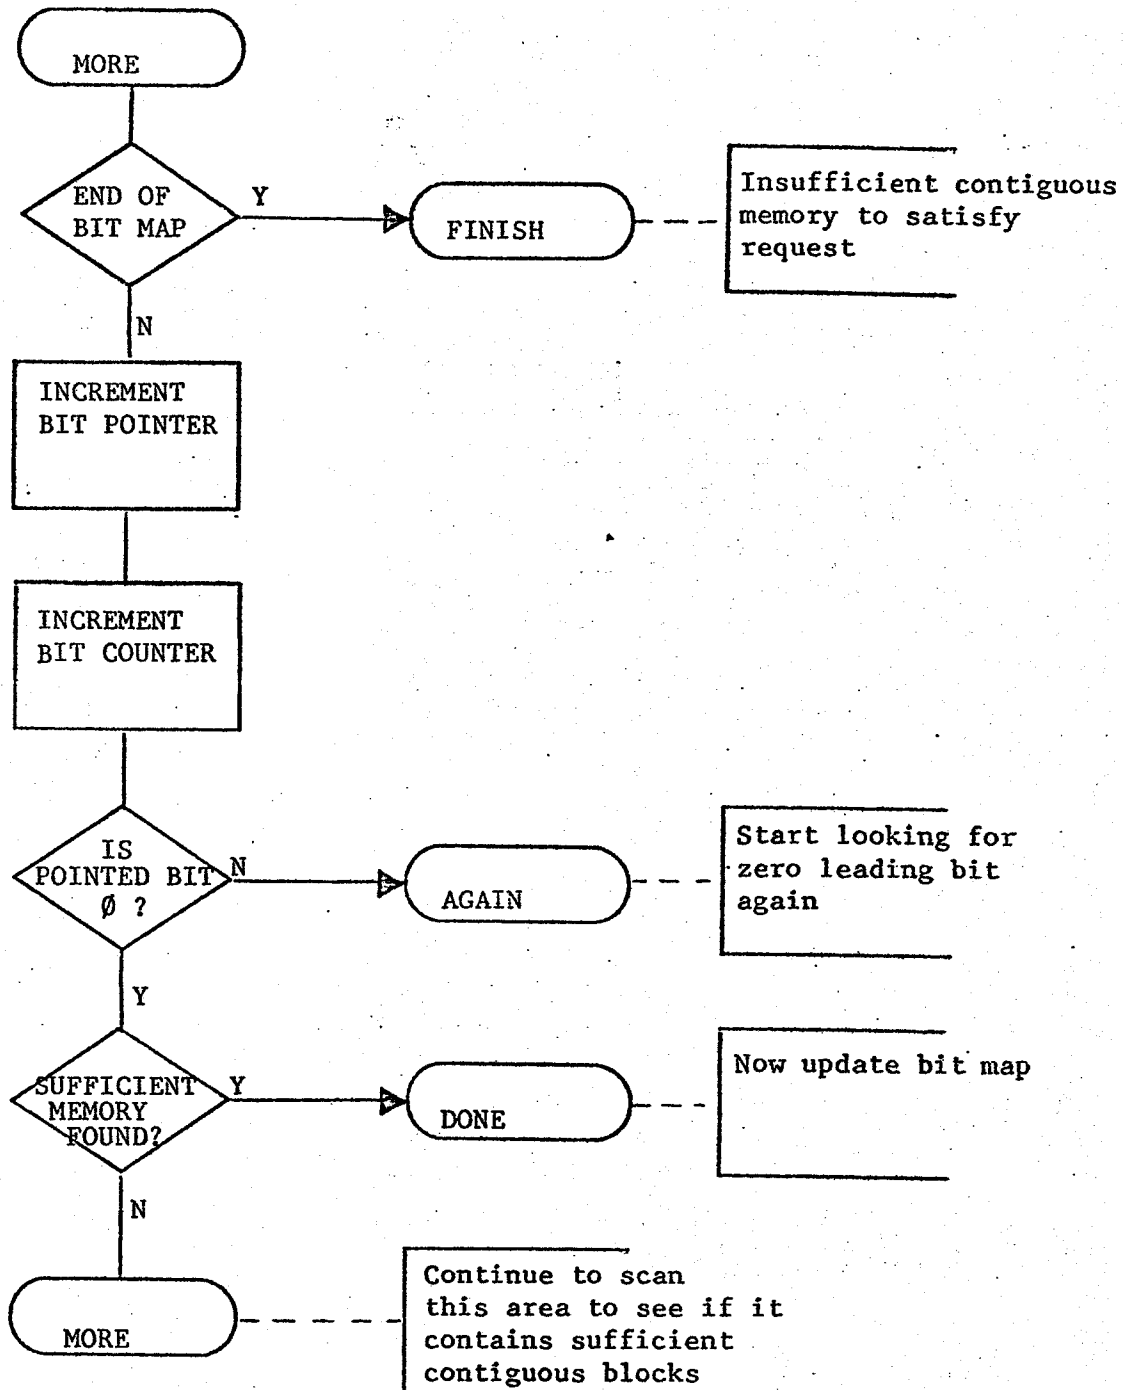 MORE
END OF
BIT MAP
Y
FINISH
Insufficient contiguous
memory to satisfy
request
N
INCREMENT
BIT POINTER
INCREMENT
BIT COUNTER
IS
POINTED BIT
Ø ?
N
AGAIN
Start looking for
zero leading bit
again
Y
SUFFICIENT
MEMORY
FOUND?
Y
DONE
Now update bit map
N
MORE
Continue to scan
this area to see if it
contains sufficient
contiguous blocks